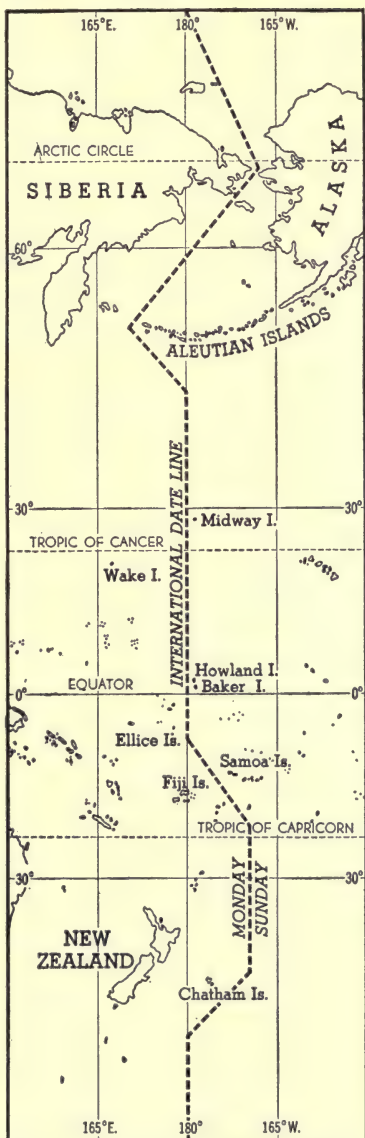 165°E. 180° 165°W.
ARCTIC CIRCLE
SIBERIA
ALASKA
60°
ALEUTIAN ISLANDS
INTERNATIONAL DATE LINE
30° 30°
Midway I.
TROPIC OF CANCER
Wake I.
Howland I.
EQUATOR
Baker I.
0° 0°
Ellice Is.
Samoa Is.
Fiji Is.
TROPIC OF CAPRICORN
30° 30°
MONDAY
SUNDAY
NEW
ZEALAND
Chatham Is.
165°E. 180° 165°W.